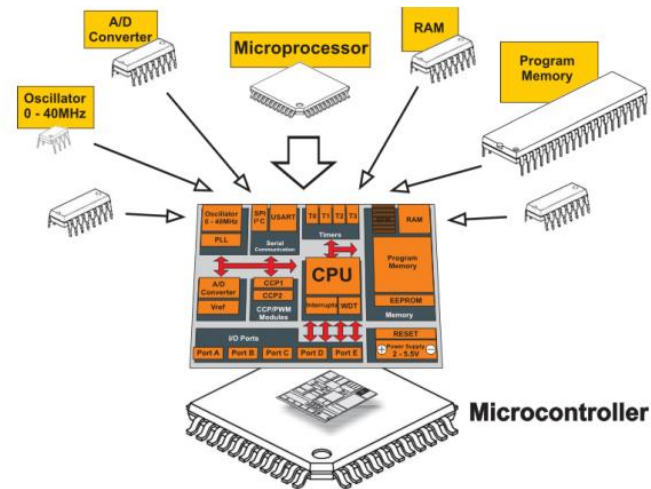 A/D
Converter
Microprocessor
RAM
Program
Memory
Oscillator
0 - 40MHz
Oscillator
0 - 40MHz
PLL
SPI
I²C
USART
Serial
Communication
T0
T1
T2
T3
Timers
RAM
Program
Memory
EEPROM
Memory
CPU
Interrupts
WDT
A/D
Converter
Vref
CCP1
CCP2
CCP/PWM
Modules
I/O Ports
Port A
Port B
Port C
Port D
Port E
RESET
Power Supply
2 - 5.5V
Microcontroller